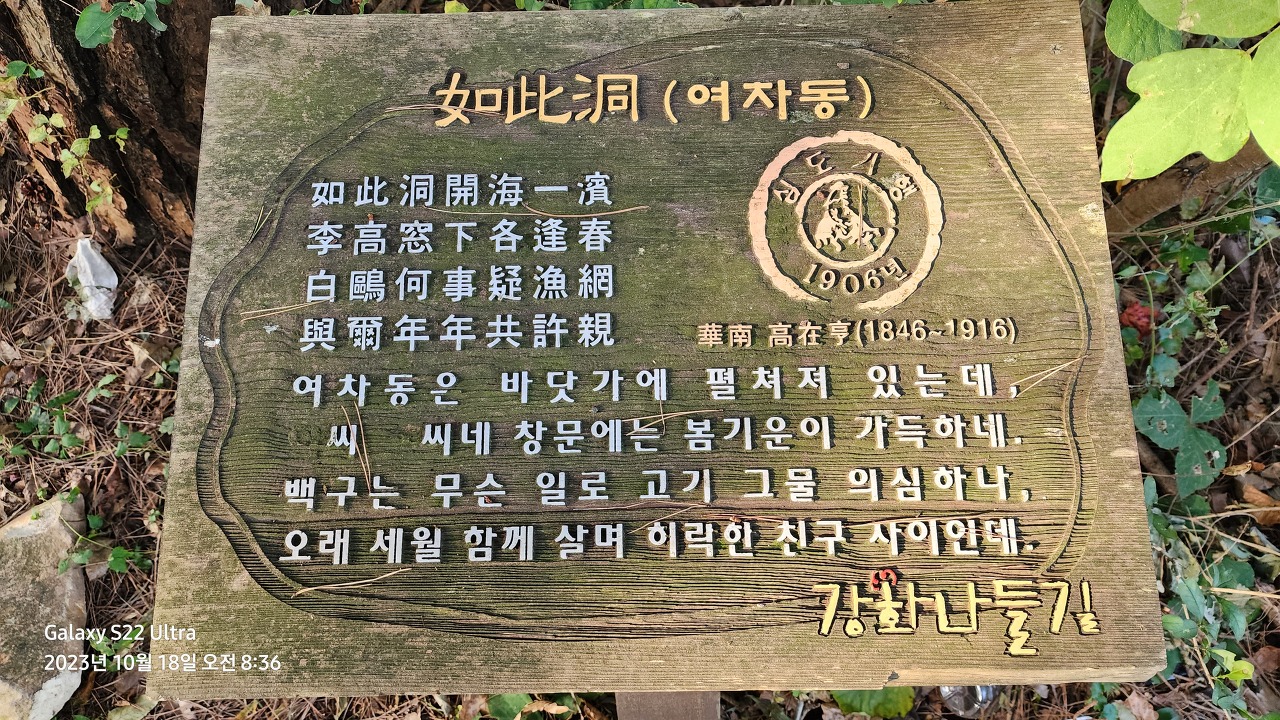 如此洞 (여자동)
심도기행
1906년
如此洞開海一濱
李高窓下各逢春
白鷗何事疑漁網
與爾年年共許親
華南 高在亨(1846~1916)
여차동은 바닷가에 펼쳐져 있는데,
씨 씨네 창문에는 봄기운이 가득하네.
백구는 무슨 일로 고기 그물 의심하나,
오래 세월 함께 살며 허락한 친구 사이인데.
강화나들길
Galaxy S22 Ultra
2023년 10월 18일 오전 8:36